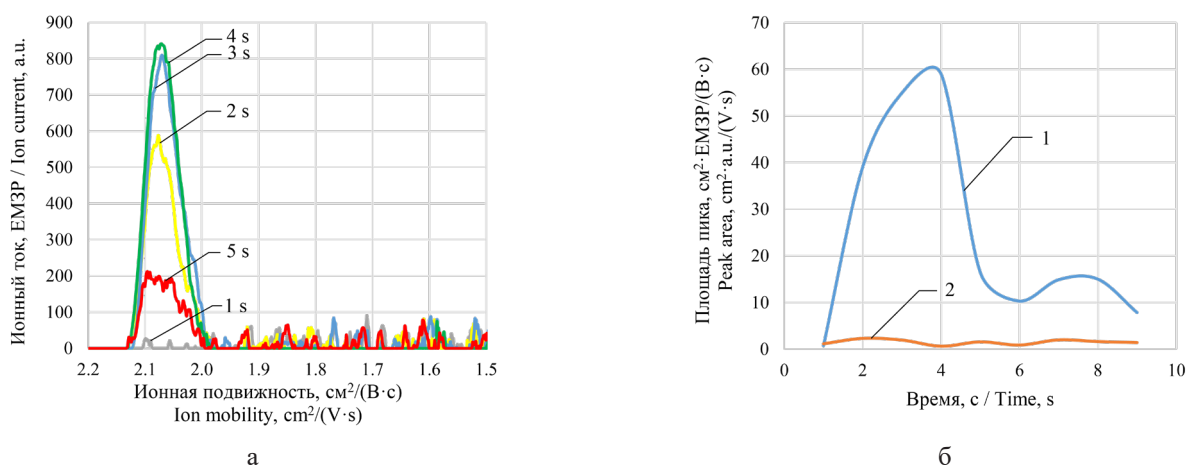 Ионный ток, ЕМЗР / Ion current, a.u.
900
800
700
600
500
400
300
200
100
0
4 s
3 s
2 s
5 s
1 s
2.2 2.1 2.0 1.9 1.8 1.7 1.6 1.5
Ионная подвижность, см²/(В·с)
Ion mobility, cm²/(V·s)
а
Площадь пика, см²·ЕМЗР/(В·с)
Peak area, cm²·a.u./(V·s)
70
60
50
40
30
20
10
0
1
2
0 2 4 6 8 10
Время, с / Time, s
б